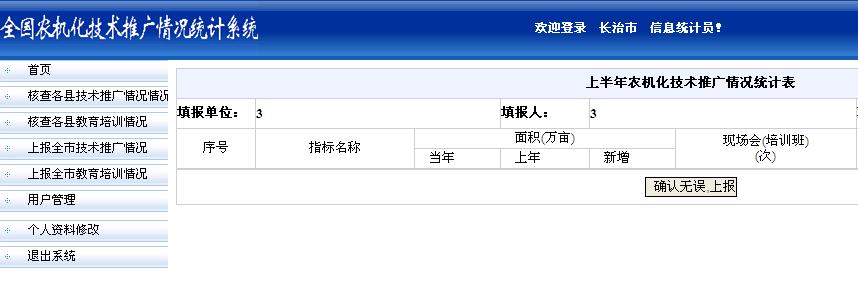 全国农机化技术推广情况统计系统
欢迎登录 长治市 信息统计员！
首页
核查各县技术推广情况情况
核查各县教育培训情况
上报全市技术推广情况
上报全市教育培训情况
用户管理
个人资料修改
退出系统
上半年农机化技术推广情况统计表
填报单位： 3 填报人： 3
序号 指标名称 面积(万亩) 现场会(培训班)
(次)
当年 上年 新增
确认无误,上报